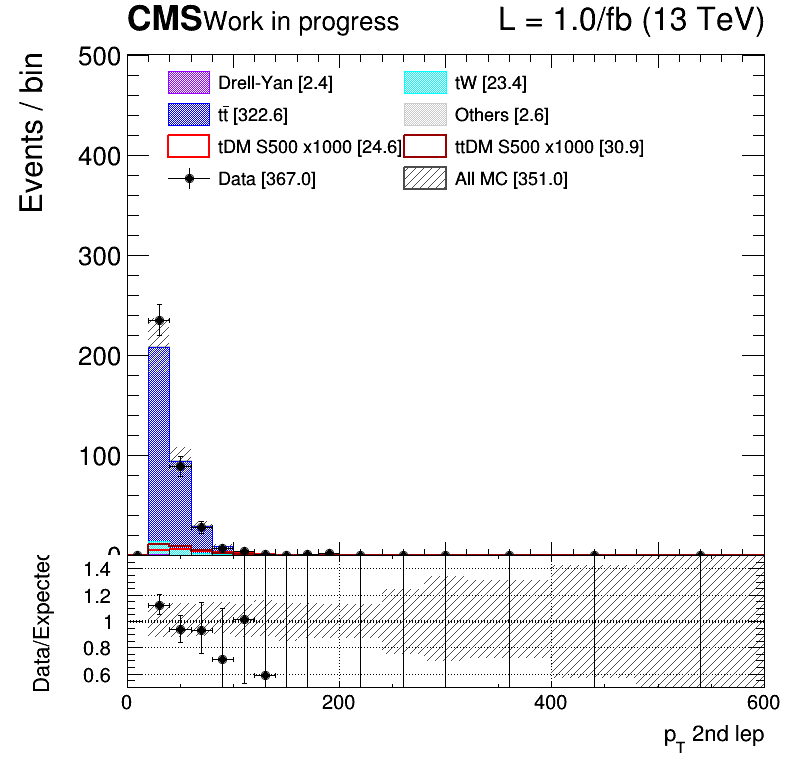 CMS Work in progress L = 1.0/fb (13 TeV)
Events / bin
500
400
300
200
100
0
Drell-Yan [2.4] tW [23.4]
tt̄ [322.6] Others [2.6]
tDM S500 x1000 [24.6] ttDM S500 x1000 [30.9]
Data [367.0] All MC [351.0]
Data/Expected
1.4
1.2
1
0.8
0.6
0 200 400 600
pT 2nd lep